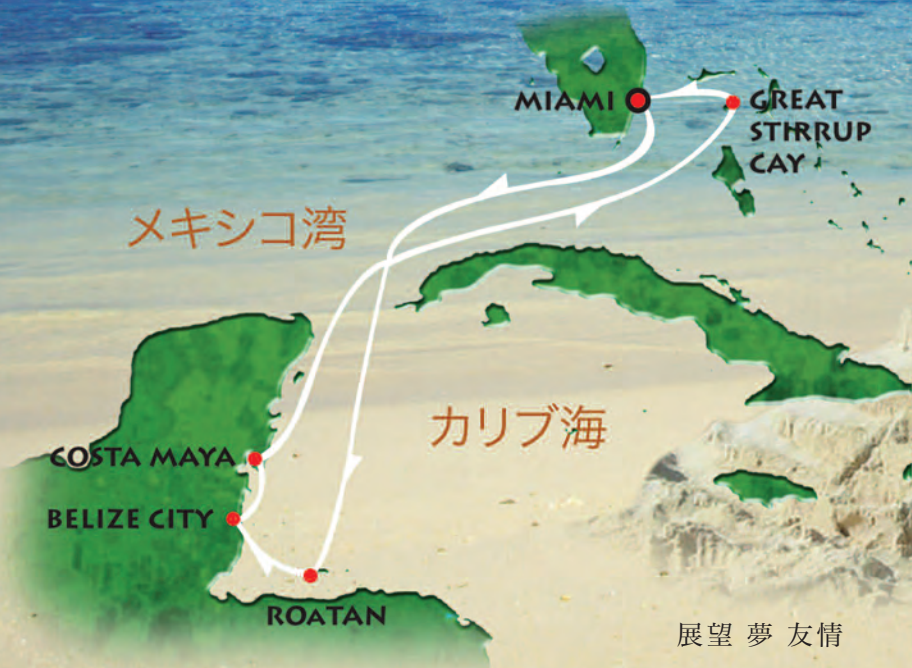 MIAMI
GREAT
STIRRUP
CAY
メキシコ湾
カリブ海
COSTA MAYA
BELIZE CITY
ROATAN
展望 夢 友情